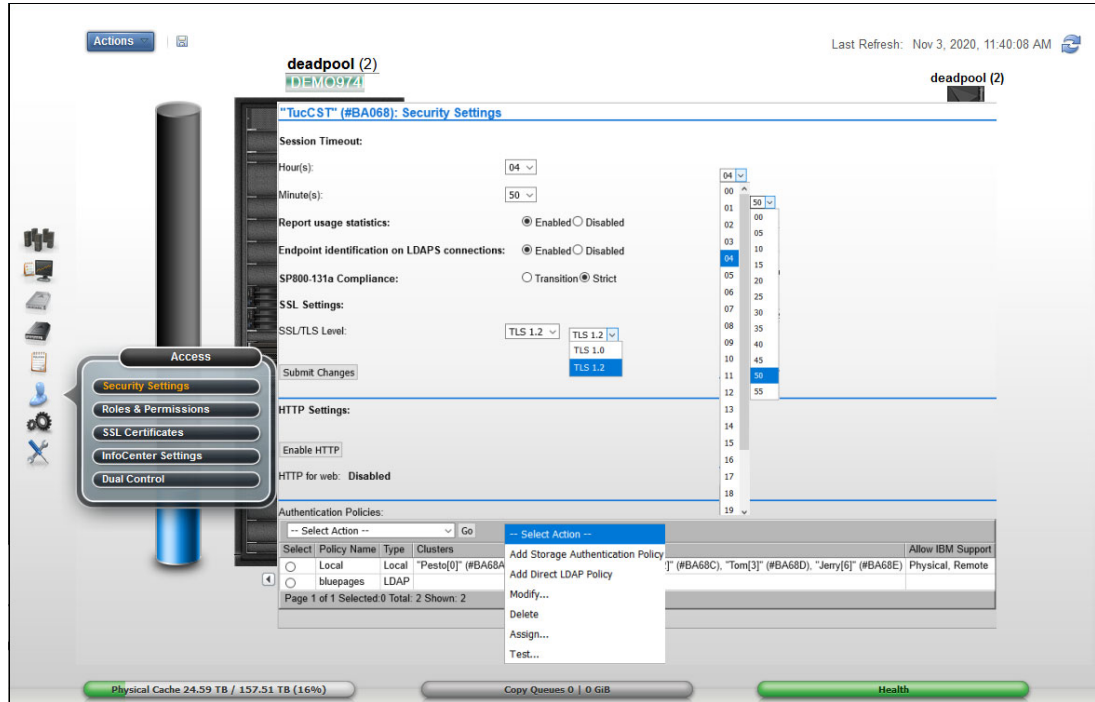 Actions
Last Refresh: Nov 3, 2020, 11:40:08 AM
deadpool (2)
DEMO974
deadpool (2)
"TucCST" (#BA068): Security Settings
Session Timeout:
Hour(s): 04
Minute(s): 50
Report usage statistics: Enabled Disabled
Endpoint identification on LDAPS connections: Enabled Disabled
SP800-131a Compliance: Transition Strict
SSL Settings:
SSL/TLS Level: TLS 1.2
TLS 1.2
TLS 1.0
TLS 1.2
Submit Changes
04
00
01
02
03
04
05
06
07
08
09
10
11
12
13
14
15
16
17
18
19
50
00
05
10
15
20
25
30
35
40
45
50
55
Access
Security Settings
Roles & Permissions
SSL Certificates
InfoCenter Settings
Dual Control
HTTP Settings:
Enable HTTP
HTTP for web: Disabled
Authentication Policies:
-- Select Action -- Go
Select Policy Name Type Clusters Allow IBM Support
Local Local "Pesto[0]" (#BA68A ]" (#BA68C), "Tom[3]" (#BA68D), "Jerry[6]" (#BA68E) Physical, Remote
bluepages LDAP
Page 1 of 1 Selected:0 Total: 2 Shown: 2
-- Select Action --
Add Storage Authentication Policy
Add Direct LDAP Policy
Modify...
Delete
Assign...
Test...
Physical Cache 24.59 TB / 157.51 TB (16%)
Copy Queues 0 | 0 GiB
Health